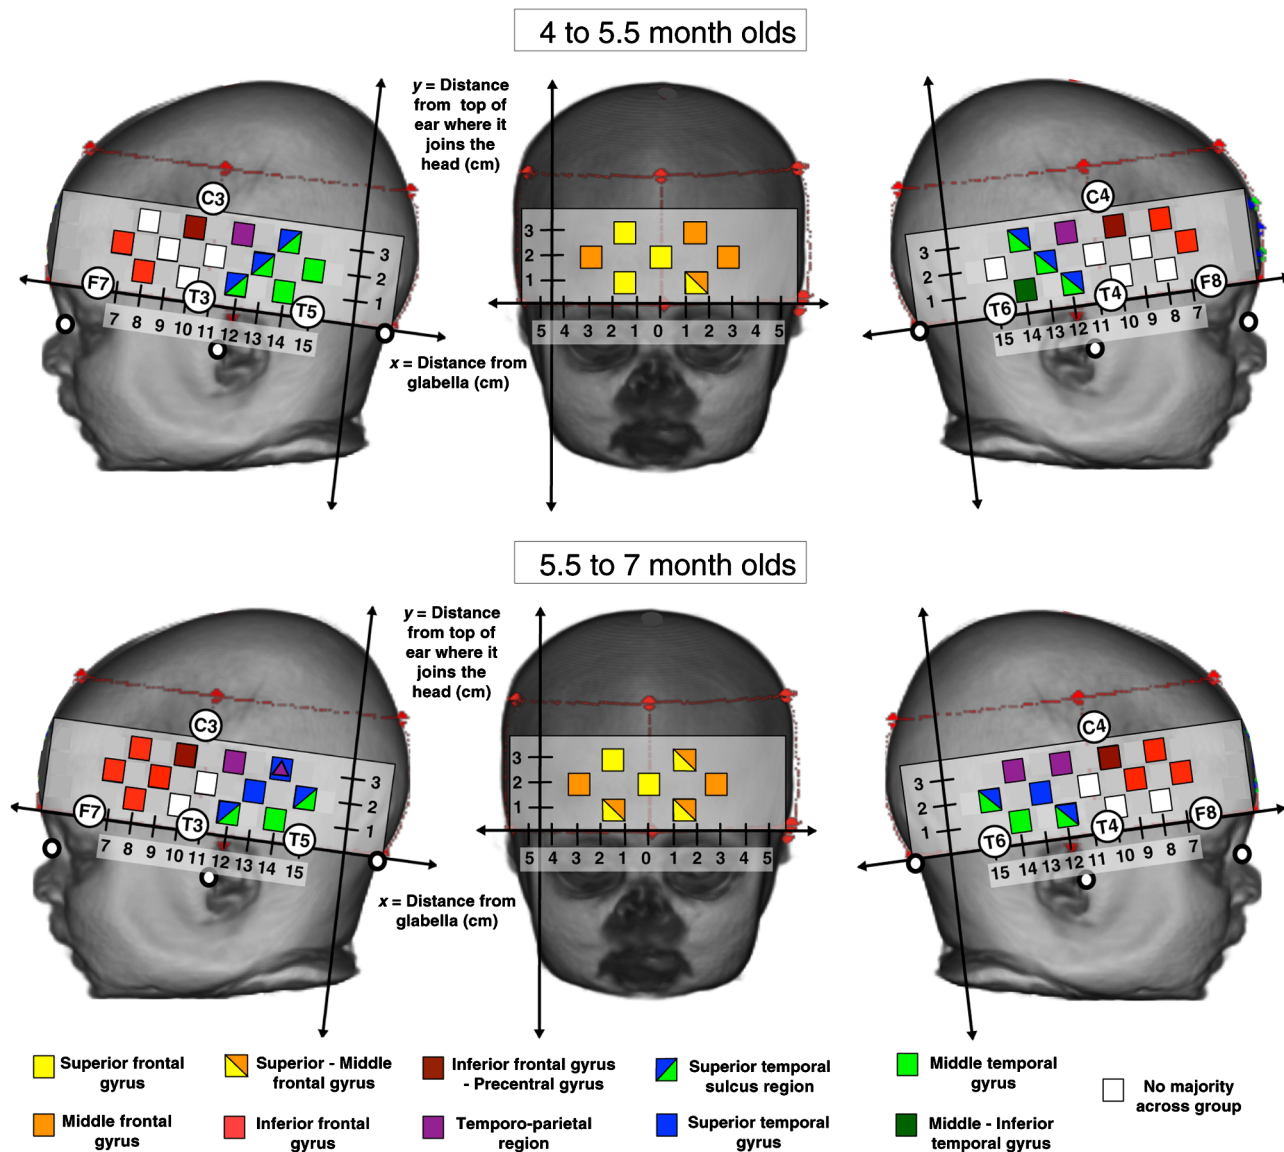 4 to 5.5 month olds
y = Distance
from top of
ear where it
joins the
head (cm)
C3
3
2
1
F7
T3
T5
7 8 9 10 11 12 13 14 15
x = Distance from
glabella (cm)
3
2
1
5 4 3 2 1 0 1 2 3 4 5
C4
3
2
1
T6
T4
F8
15 14 13 12 11 10 9 8 7
5.5 to 7 month olds
y = Distance
from top of
ear where it
joins the
head (cm)
C3
3
2
1
F7
T3
T5
7 8 9 10 11 12 13 14 15
x = Distance from
glabella (cm)
3
2
1
5 4 3 2 1 0 1 2 3 4 5
C4
3
2
1
T6
T4
F8
15 14 13 12 11 10 9 8 7
Superior frontal
gyrus
Superior - Middle
frontal gyrus
Inferior frontal gyrus
- Precentral gyrus
Superior temporal
sulcus region
Middle temporal
gyrus
No majority
across group
Middle frontal
gyrus
Inferior frontal
gyrus
Temporo-parietal
region
Superior temporal
gyrus
Middle - Inferior
temporal gyrus